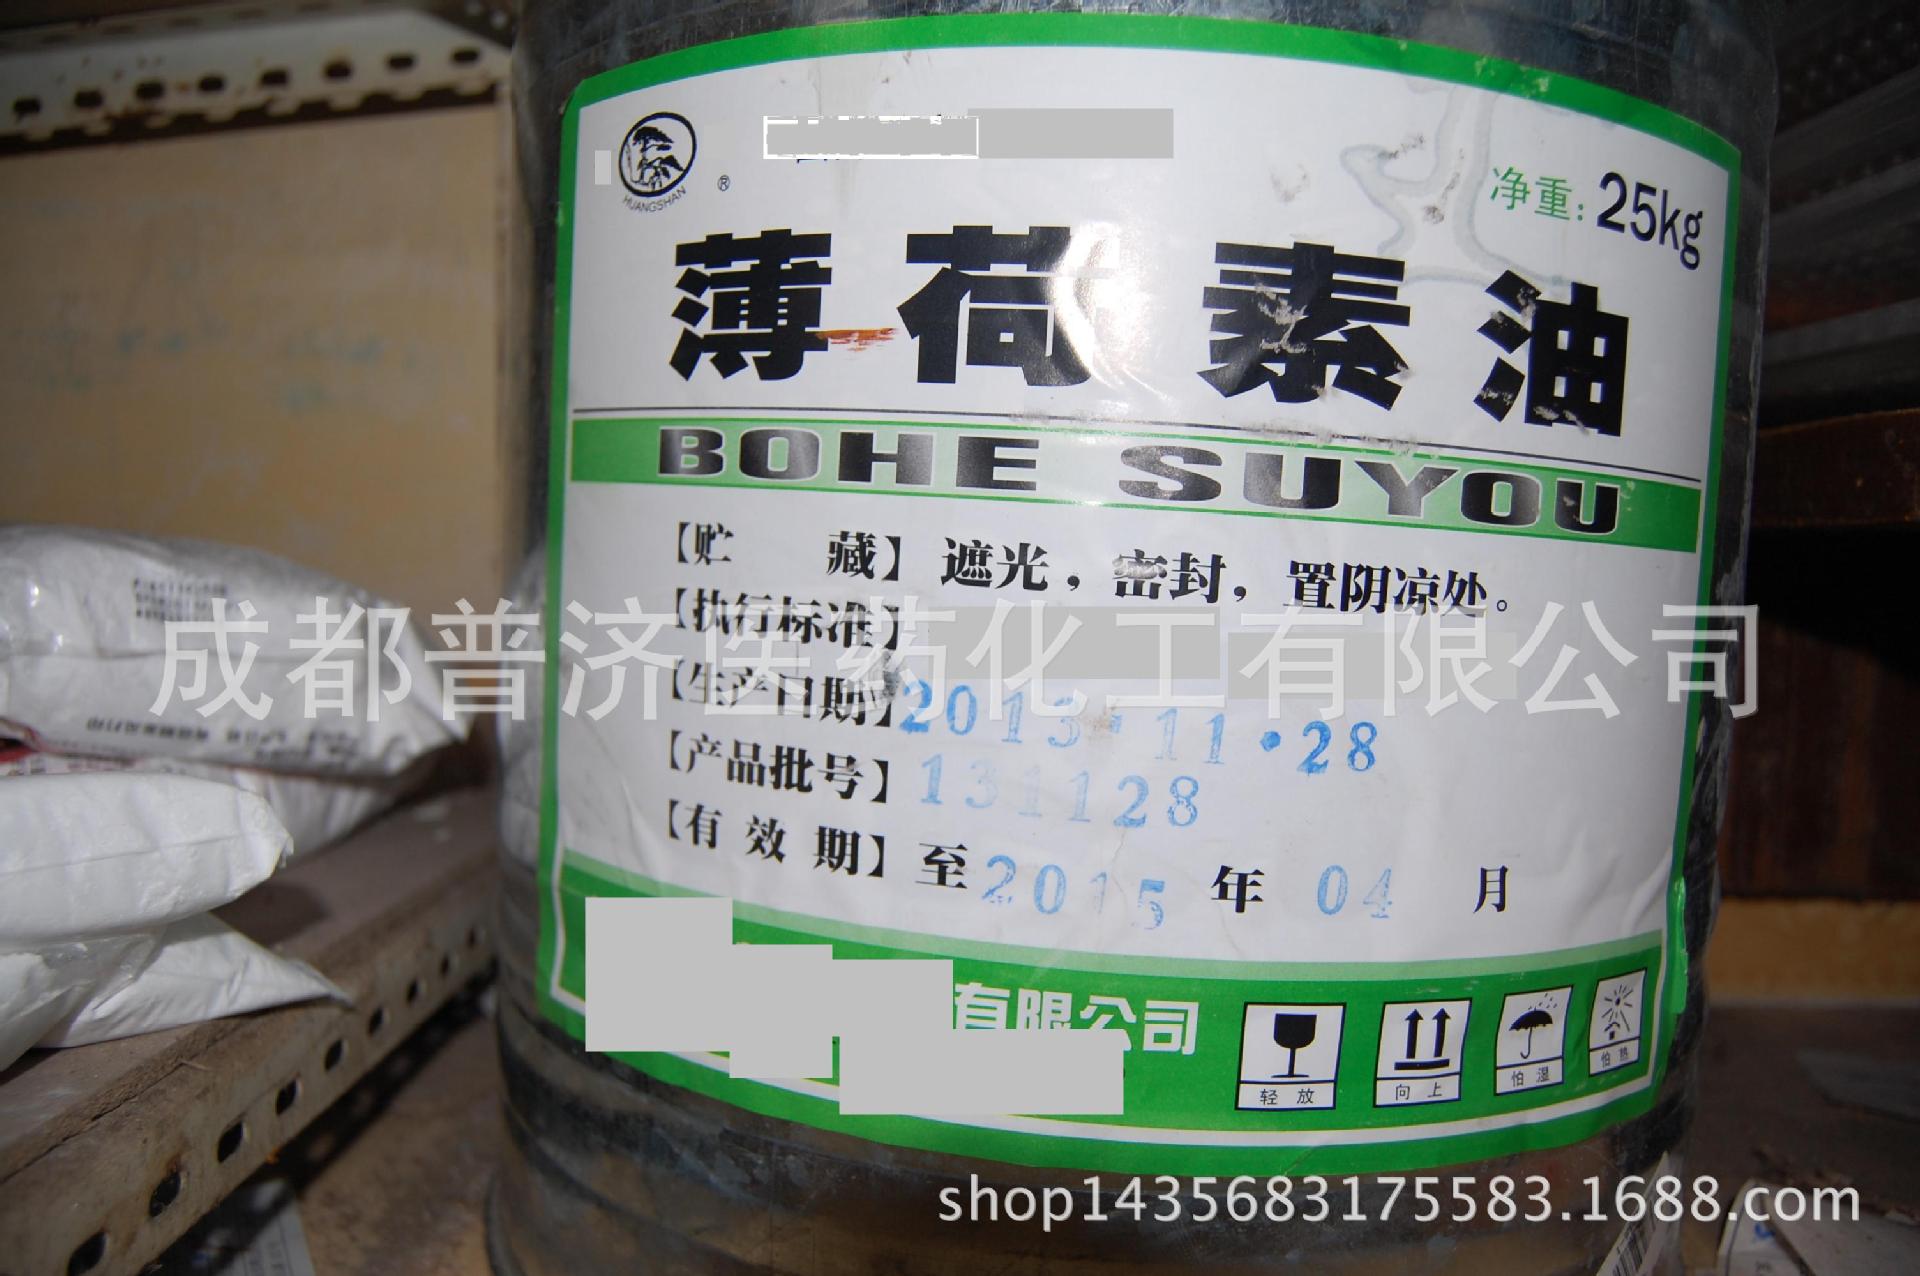 HUANGSHAN
®
净重: 25kg
薄荷素油
BOHE SUYOU
【贮 藏】遮光，密封，置阴凉处。
【执行标准】
成都普济医药化工有限公司
【生产日期】2013·11·28
【产品批号】131128
【有效期】至2015年04月
有限公司
轻放
向上
怕湿
怕热
shop1435683175583.1688.com